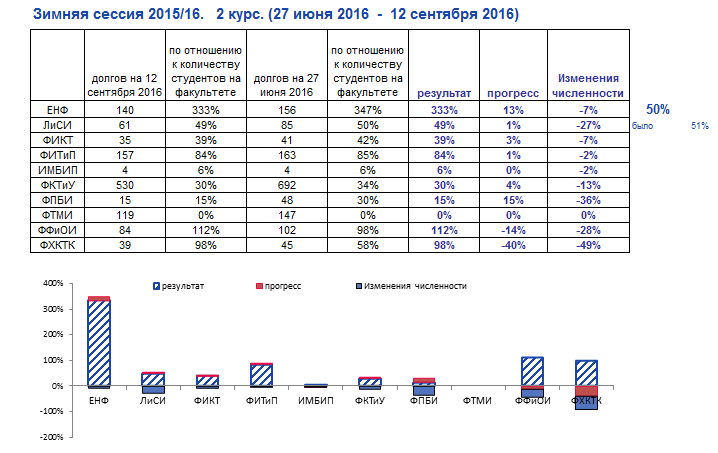 Зимняя сессия 2015/16. 2 курс. (27 июня 2016 - 12 сентября 2016)
долгов на 12 сентября 2016 по отношению к количеству студентов на факультете долгов на 27 июня 2016 по отношению к количеству студентов на факультете результат прогресс Изменения численности
ЕНФ 140 333% 156 347% 333% 13% -7% 50%
ЛиСИ 61 49% 85 50% 49% 1% -27% было 51%
ФИКТ 35 39% 41 42% 39% 3% -7%
ФИТиП 157 84% 163 85% 84% 1% -2%
ИМБИП 4 6% 4 6% 6% 0% -2%
ФКТиУ 530 30% 692 34% 30% 4% -13%
ФПБИ 15 15% 48 30% 15% 15% -36%
ФТМИ 119 0% 147 0% 0% 0% 0%
ФФиОИ 84 112% 102 98% 112% -14% -28%
ФХКТК 39 98% 45 58% 98% -40% -49%
400%
результат прогресс Изменения численности
300%
200%
100%
0%
ЕНФ ЛиСИ ФИКТ ФИТиП ИМБИП ФКТиУ ФПБИ ФТМИ ФФиОИ ФХКТК
-100%
-200%